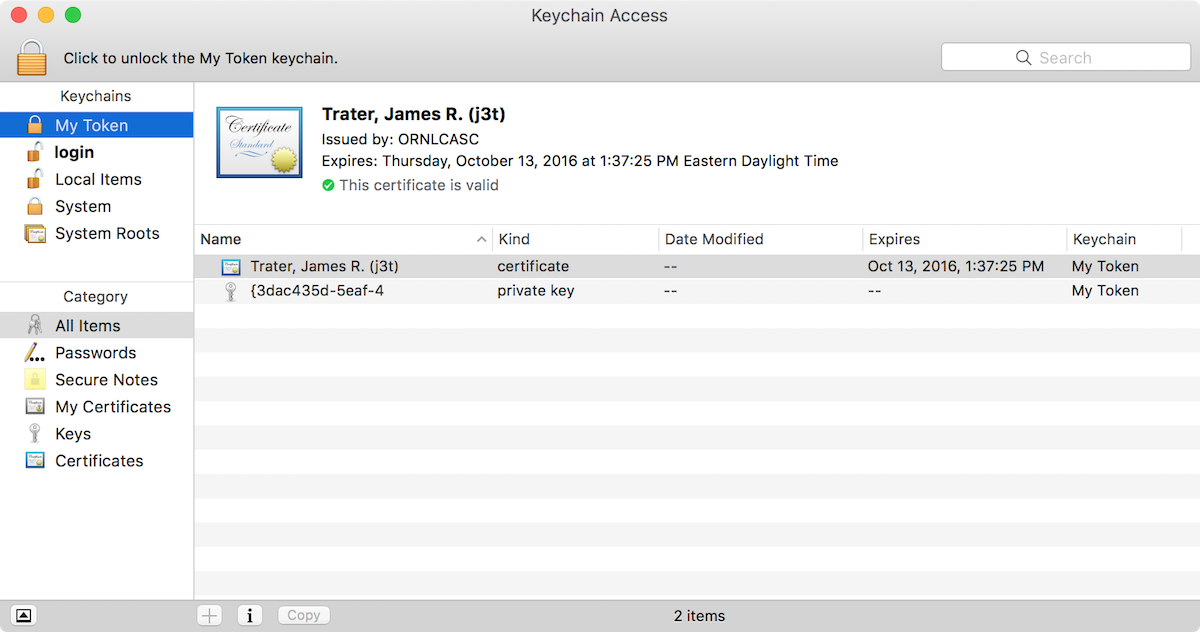 Keychain Access
Click to unlock the My Token keychain.
Search
Keychains
My Token
login
Local Items
System
System Roots
Category
All Items
Passwords
Secure Notes
My Certificates
Keys
Certificates
Certificate
Standard
Trater, James R. (j3t)
Issued by: ORNLCASC
Expires: Thursday, October 13, 2016 at 1:37:25 PM Eastern Daylight Time
This certificate is valid
Name Kind Date Modified Expires Keychain
Trater, James R. (j3t) certificate -- Oct 13, 2016, 1:37:25 PM My Token
{3dac435d-5eaf-4 private key -- -- My Token
Copy
2 items